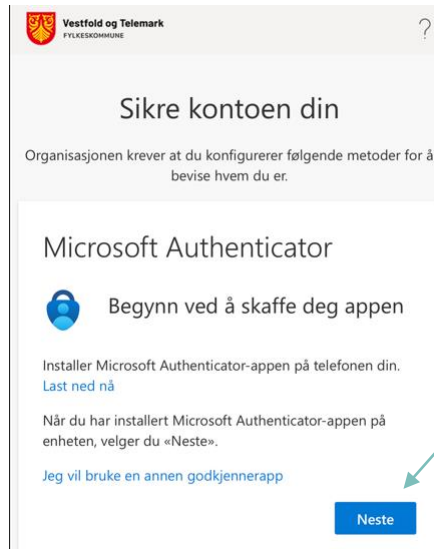 Vestfold og Telemark
FYLKESKOMMUNE
?
Sikre kontoen din
Organisasjonen krever at du konfigurerer følgende metoder for å
bevise hvem du er.
Microsoft Authenticator
Begynn ved å skaffe deg appen
Installer Microsoft Authenticator-appen på telefonen din.
Last ned nå
Når du har installert Microsoft Authenticator-appen på
enheten, velger du «Neste».
Jeg vil bruke en annen godkjennerapp
Neste